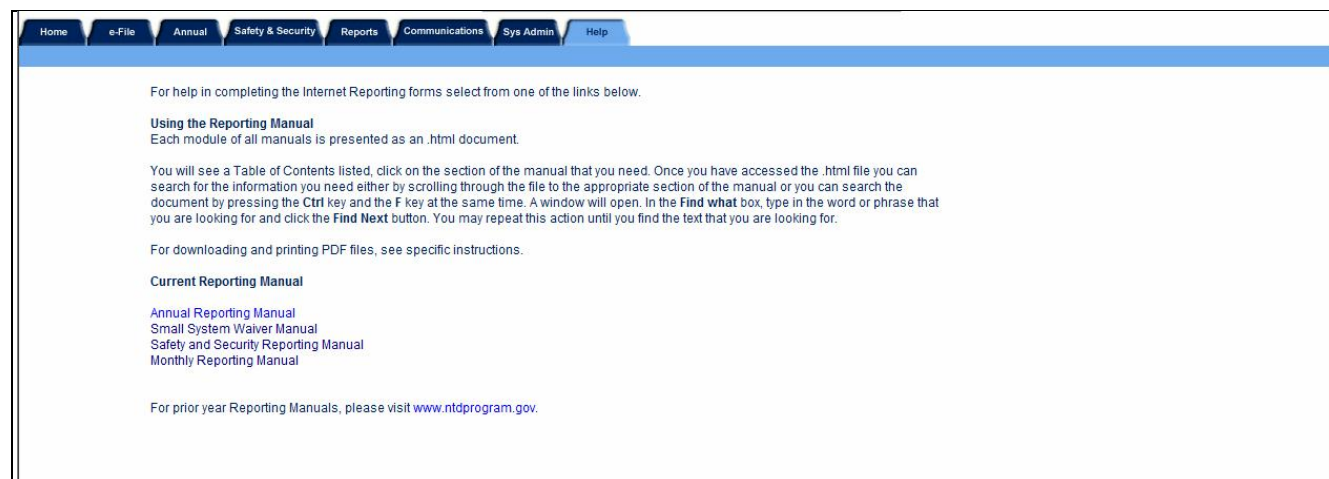 Home e-File Annual Safety & Security Reports Communications Sys Admin Help
For help in completing the Internet Reporting forms select from one of the links below.
Using the Reporting Manual
Each module of all manuals is presented as an .html document.
You will see a Table of Contents listed, click on the section of the manual that you need. Once you have accessed the .html file you can
search for the information you need either by scrolling through the file to the appropriate section of the manual or you can search the
document by pressing the Ctrl key and the F key at the same time. A window will open. In the Find what box, type in the word or phrase that
you are looking for and click the Find Next button. You may repeat this action until you find the text that you are looking for.
For downloading and printing PDF files, see specific instructions.
Current Reporting Manual
Annual Reporting Manual
Small System Waiver Manual
Safety and Security Reporting Manual
Monthly Reporting Manual
For prior year Reporting Manuals, please visit www.ntdprogram.gov.